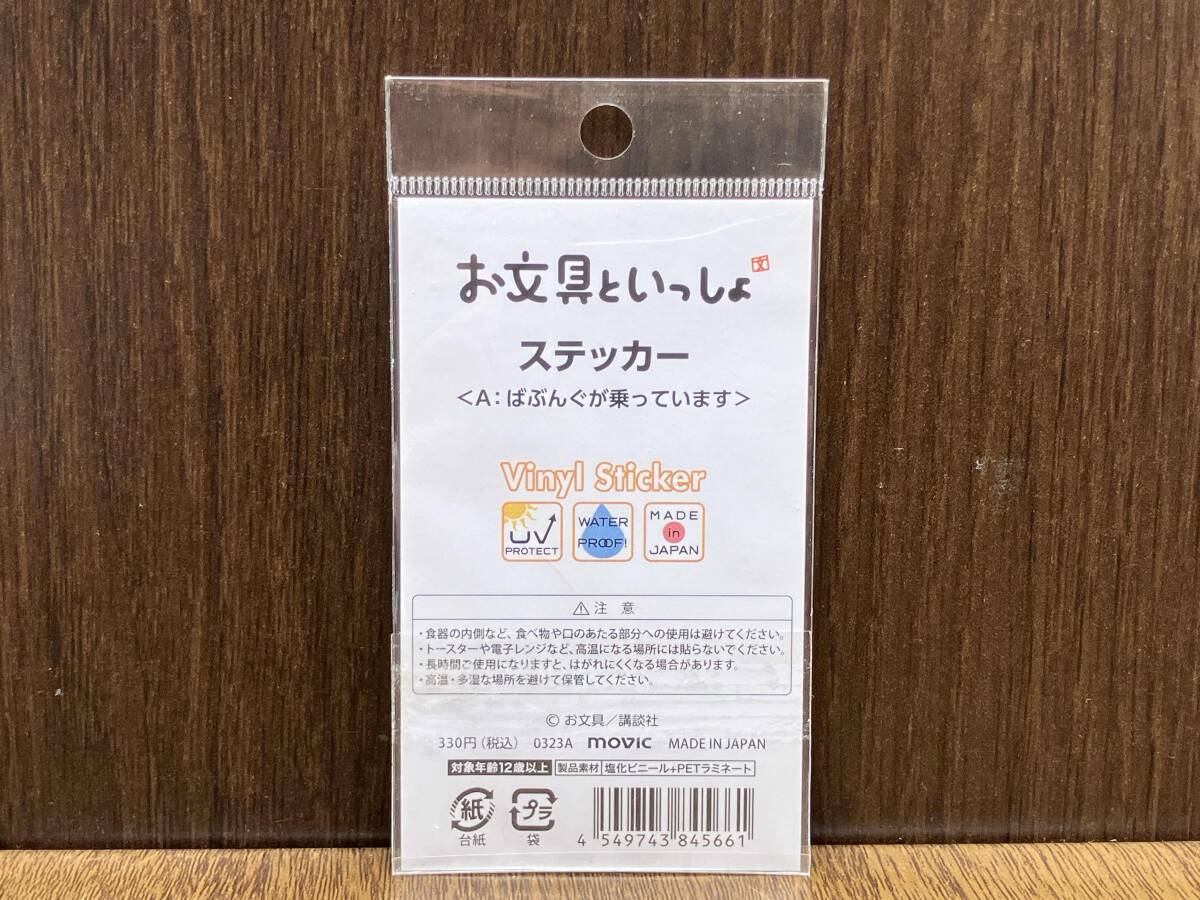 お文具といっしょ
文
ステッカー
＜A：ばぶんぐが乗っています＞
Vinyl Sticker
UV PROTECT
WATER PROOF!
MADE in JAPAN
⚠注 意
・食器の内側など、食べ物や口のあたる部分への使用は避けてください。
・トースターや電子レンジなど、高温になる場所には貼らないでください。
・長時間ご使用になりますと、はがれにくくなる場合があります。
・高温・多湿な場所を避けて保管してください。
© お文具／講談社
330円（税込） 0323A movic MADE IN JAPAN
対象年齢12歳以上 製品素材 塩化ビニール+PETラミネート
紙 プラ
台紙 袋
4 549743 845661